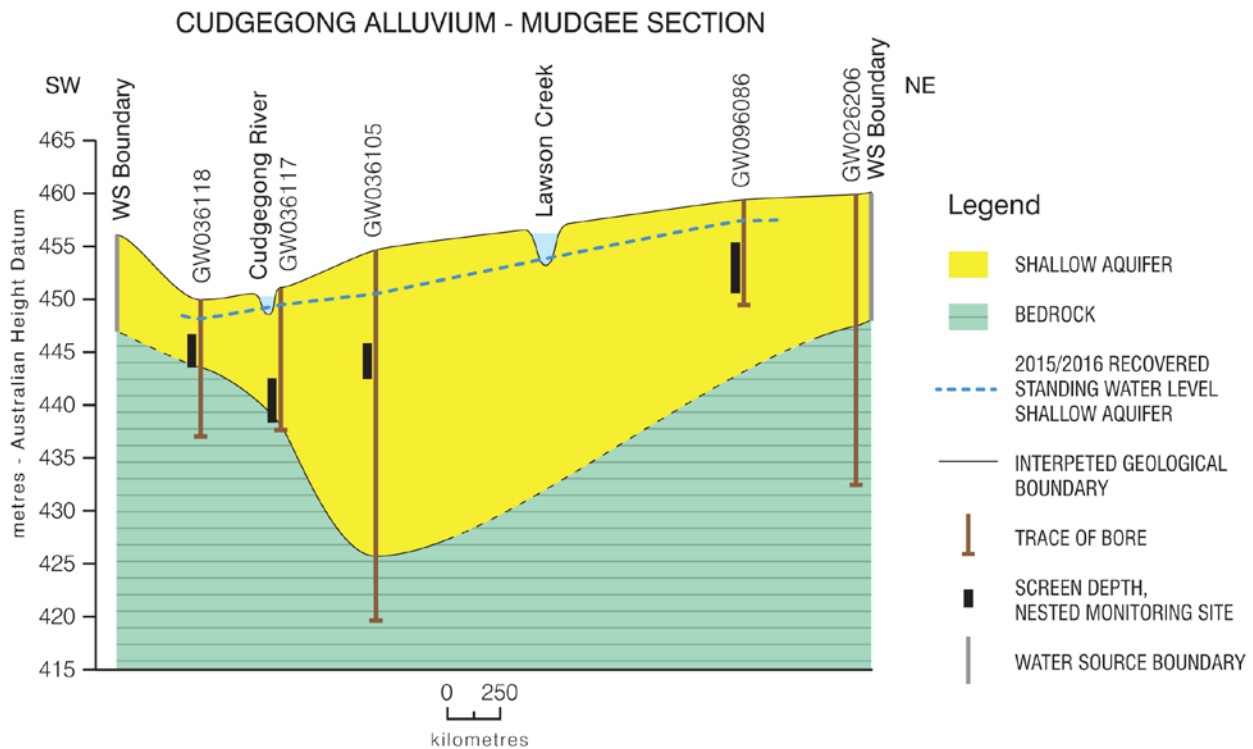 CUDGEGONG ALLUVIUM - MUDGEE SECTION
SW
NE
WS Boundary
GW036118
Cudgegong River
GW036117
GW036105
Lawson Creek
GW096086
GW026206
WS Boundary
metres - Australian Height Datum
465
460
455
450
445
440
435
430
425
420
415
0 250
kilometres
Legend
SHALLOW AQUIFER
BEDROCK
2015/2016 RECOVERED
STANDING WATER LEVEL
SHALLOW AQUIFER
INTERPETED GEOLOGICAL
BOUNDARY
TRACE OF BORE
SCREEN DEPTH,
NESTED MONITORING SITE
WATER SOURCE BOUNDARY